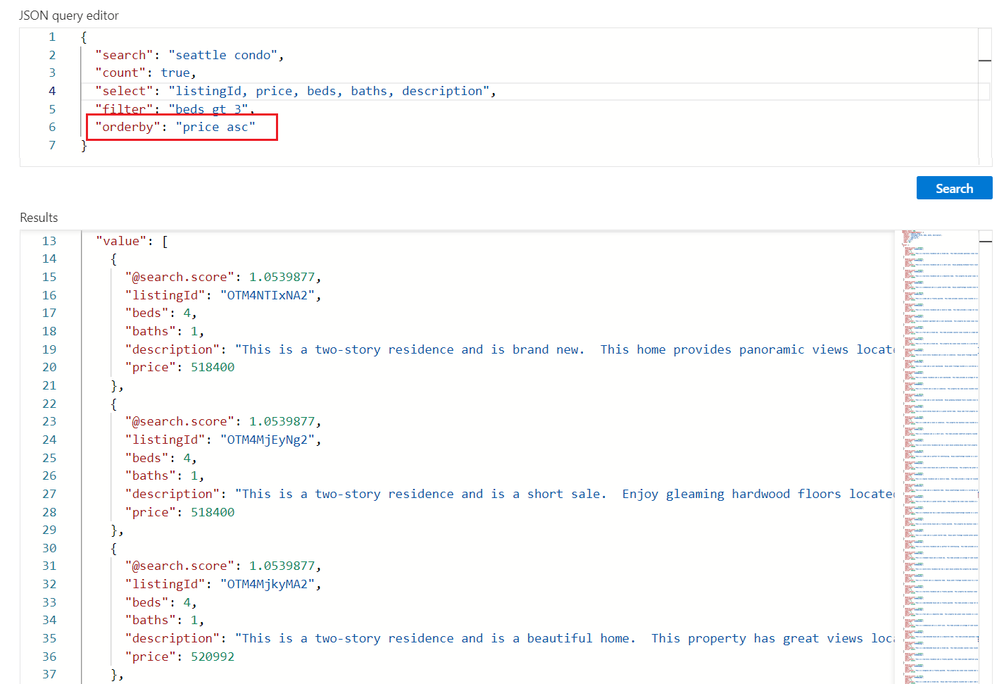 JSON query editor
1 {
2 "search": "seattle condo",
3 "count": true,
4 "select": "listingId, price, beds, baths, description",
5 "filter": "beds gt 3",
6 "orderby": "price asc"
7 }
Search
Results
13 "value": [
14 {
15 "@search.score": 1.0539877,
16 "listingId": "OTM4NTIxNA2",
17 "beds": 4,
18 "baths": 1,
19 "description": "This is a two-story residence and is brand new.  This home provides panoramic views locate
20 "price": 518400
21 },
22 {
23 "@search.score": 1.0539877,
24 "listingId": "OTM4MjEyNg2",
25 "beds": 4,
26 "baths": 1,
27 "description": "This is a two-story residence and is a short sale.  Enjoy gleaming hardwood floors located
28 "price": 518400
29 },
30 {
31 "@search.score": 1.0539877,
32 "listingId": "OTM4MjkyMA2",
33 "beds": 4,
34 "baths": 1,
35 "description": "This is a two-story residence and is a beautiful home.  This property has great views loca
36 "price": 520992
37 },